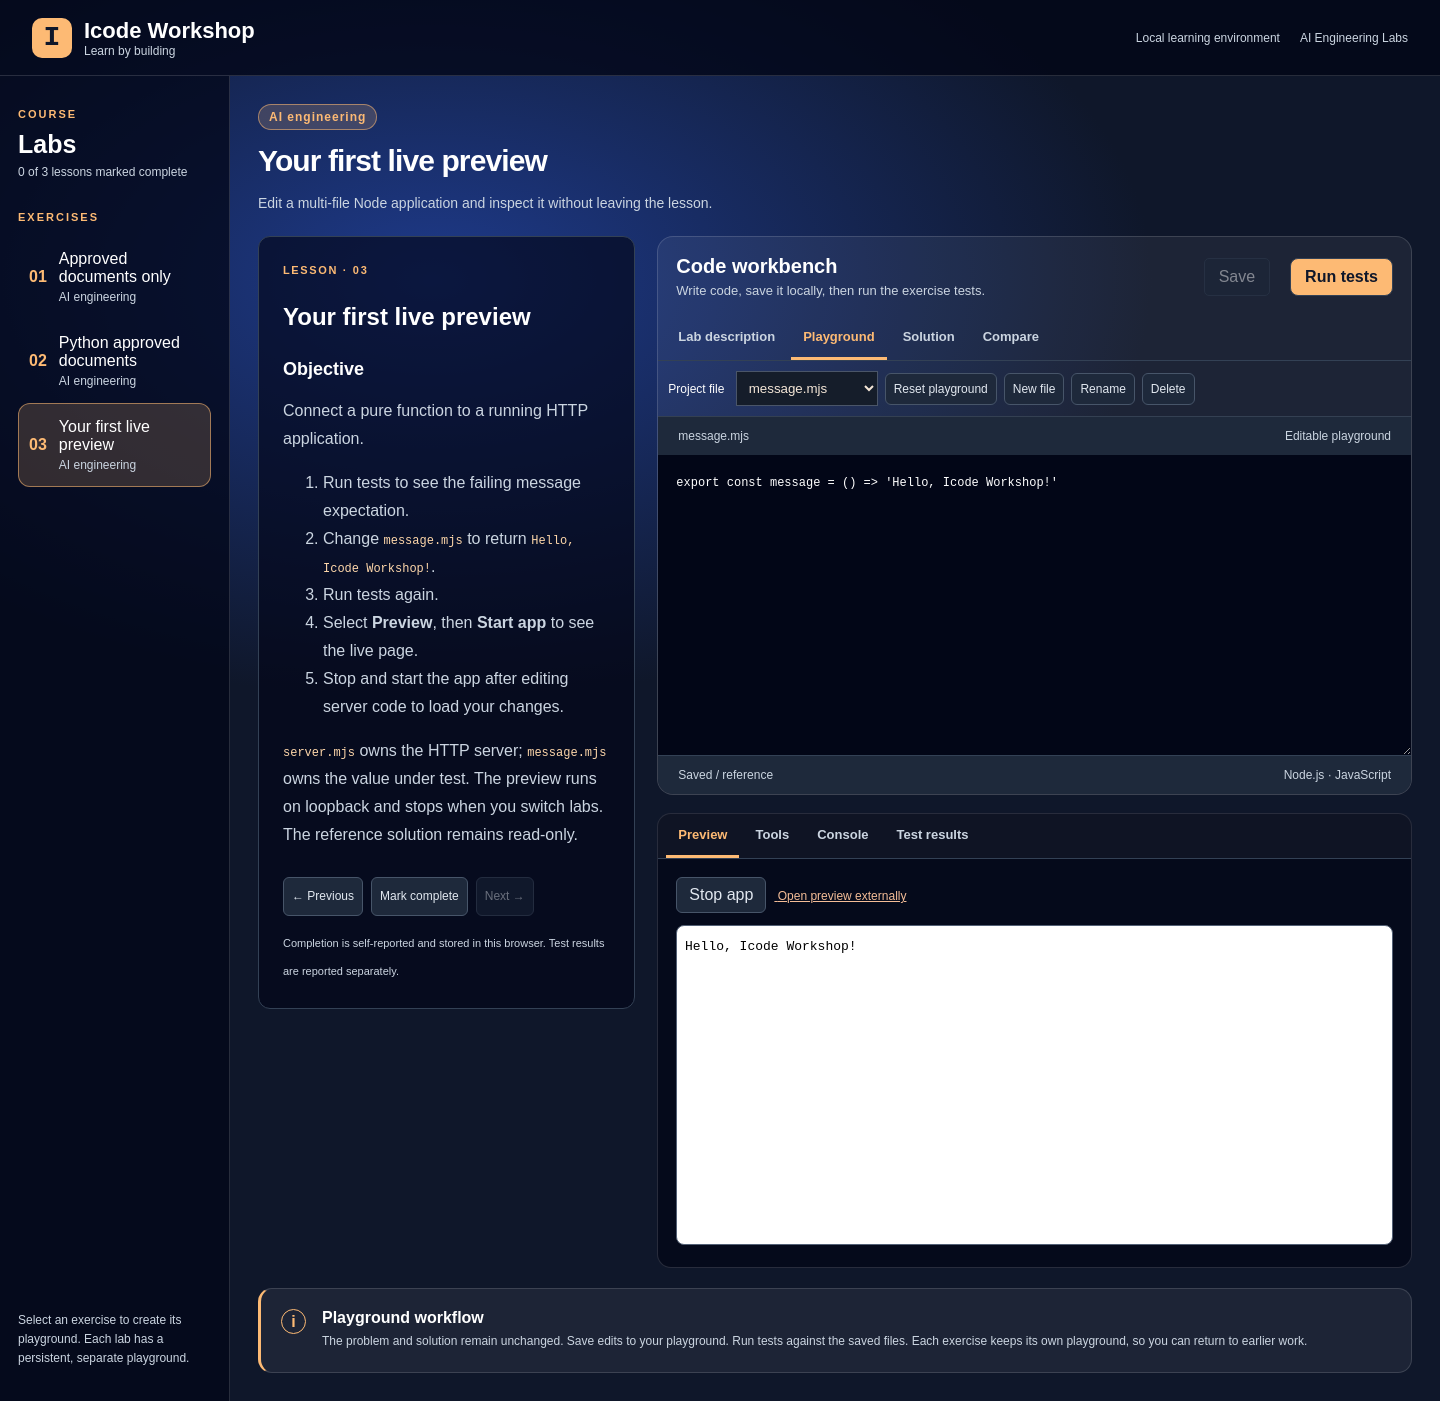 I
Icode Workshop
Learn by building
Local learning environment
AI Engineering Labs
COURSE
Labs
0 of 3 lessons marked complete
EXERCISES
01
Approved
documents only
AI engineering
02
Python approved
documents
AI engineering
03
Your first live
preview
AI engineering
Select an exercise to create its
playground. Each lab has a
persistent, separate playground.
AI engineering
Your first live preview
Edit a multi-file Node application and inspect it without leaving the lesson.
LESSON · 03
Your first live preview
Objective
Connect a pure function to a running HTTP
application.
1. Run tests to see the failing message
expectation.
2. Change message.mjs to return Hello,
Icode Workshop!.
3. Run tests again.
4. Select Preview, then Start app to see
the live page.
5. Stop and start the app after editing
server code to load your changes.
server.mjs owns the HTTP server; message.mjs
owns the value under test. The preview runs
on loopback and stops when you switch labs.
The reference solution remains read-only.
← Previous
Mark complete
Next →
Completion is self-reported and stored in this browser. Test results
are reported separately.
Code workbench
Write code, save it locally, then run the exercise tests.
Save
Run tests
Lab description
Playground
Solution
Compare
Project file
message.mjs
Reset playground
New file
Rename
Delete
message.mjs
Editable playground
export const message = () => 'Hello, Icode Workshop!'
Saved / reference
Node.js · JavaScript
Preview
Tools
Console
Test results
Stop app
Open preview externally
Hello, Icode Workshop!
i
Playground workflow
The problem and solution remain unchanged. Save edits to your playground. Run tests against the saved files. Each exercise keeps its own playground, so you can return to earlier work.